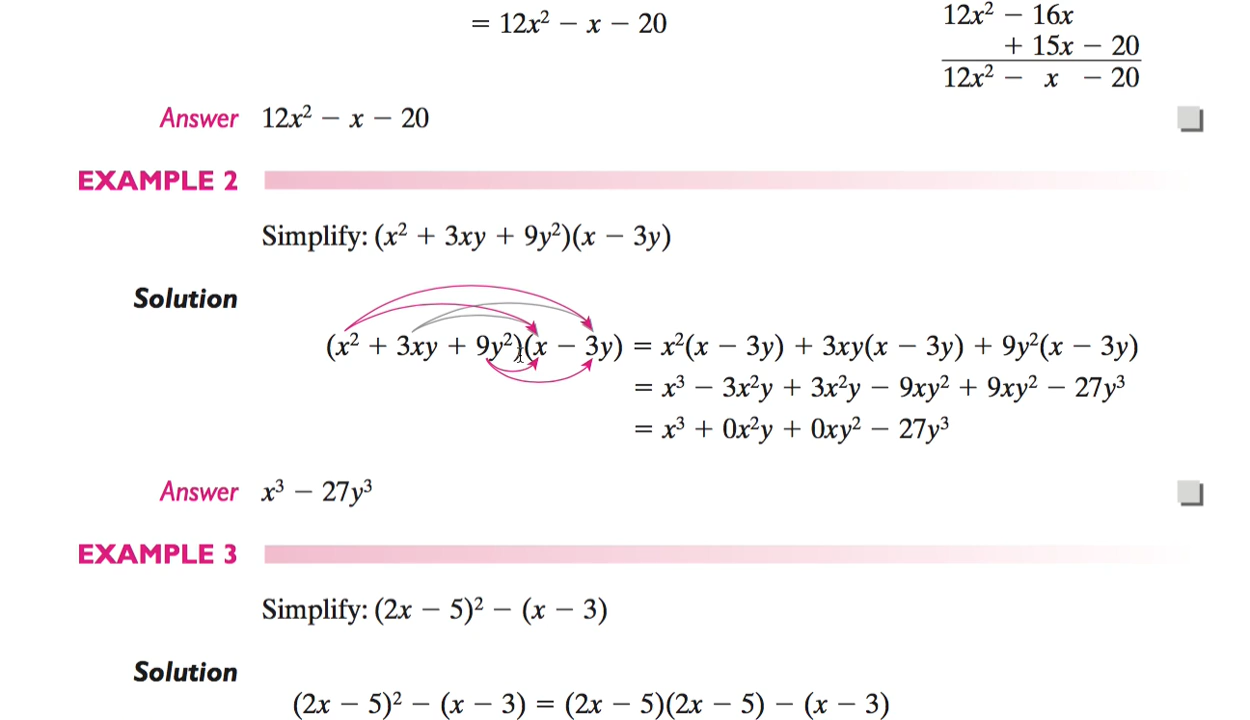 = 12x² − x − 20
12x² − 16x
+ 15x − 20
12x² − x − 20
Answer 12x² − x − 20
EXAMPLE 2
Simplify: (x² + 3xy + 9y²)(x − 3y)
Solution
(x² + 3xy + 9y²)(x − 3y) = x²(x − 3y) + 3xy(x − 3y) + 9y²(x − 3y)
= x³ − 3x²y + 3x²y − 9xy² + 9xy² − 27y³
= x³ + 0x²y + 0xy² − 27y³
Answer x³ − 27y³
EXAMPLE 3
Simplify: (2x − 5)² − (x − 3)
Solution
(2x − 5)² − (x − 3) = (2x − 5)(2x − 5) − (x − 3)